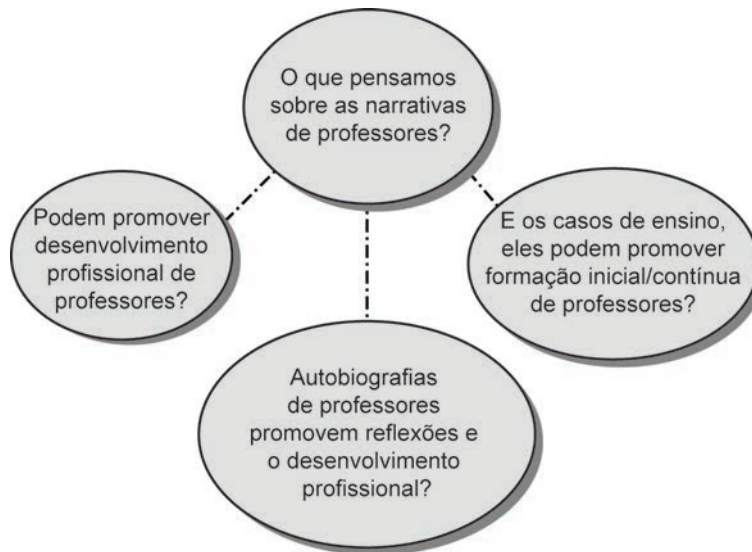 O que pensamos
sobre as narrativas
de professores?
Podem promover
desenvolvimento
profissional de
professores?
E os casos de ensino,
eles podem promover
formação inicial/contínua
de professores?
Autobiografias
de professores
promovem reflexões e
o desenvolvimento
profissional?